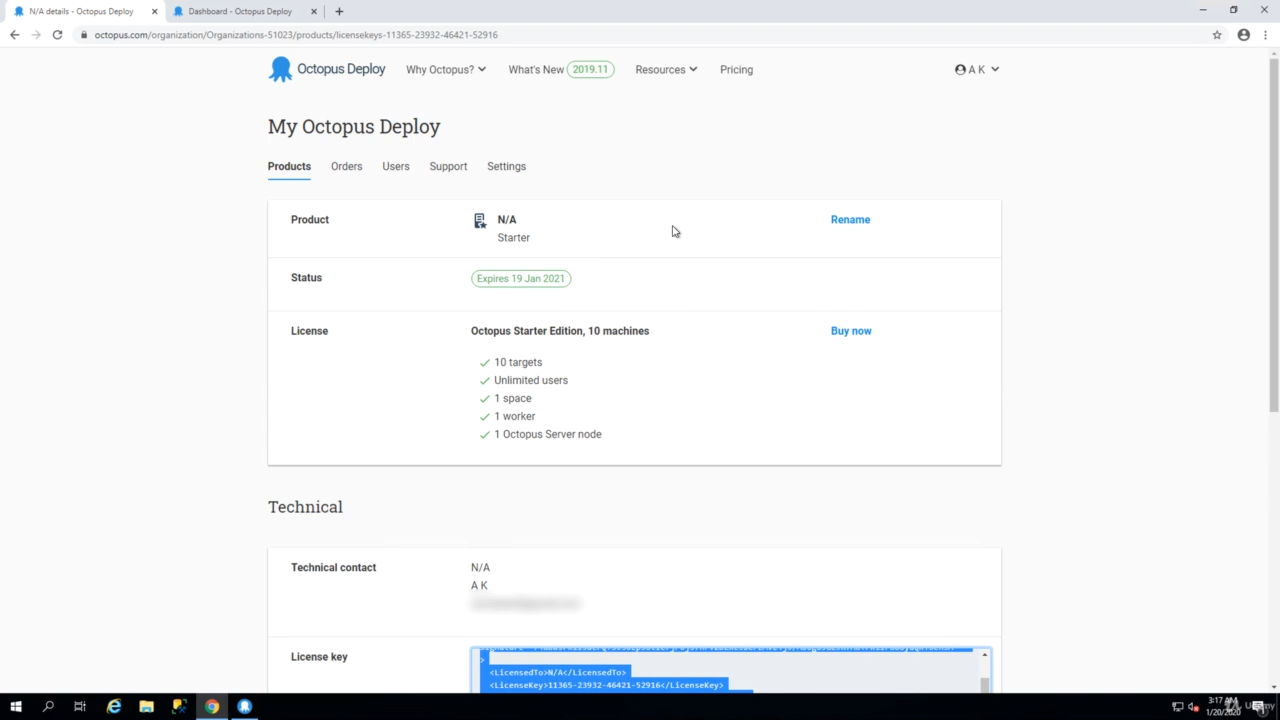 N/A details - Octopus Deploy
Dashboard - Octopus Deploy
octopus.com/organization/Organizations-51023/products/licensekeys-11365-23932-46421-52916
Octopus Deploy
Why Octopus?
What's New 2019.11
Resources
Pricing
A K
My Octopus Deploy
Products
Orders
Users
Support
Settings
Product
N/A
Starter
Rename
Status
Expires 19 Jan 2021
License
Octopus Starter Edition, 10 machines
Buy now
10 targets
Unlimited users
1 space
1 worker
1 Octopus Server node
Technical
Technical contact
N/A
A K
License key
>
<LicensedTo>N/A</LicensedTo>
<LicenseKey>11365-23932-46421-52916</LicenseKey>
3:17 AM
1/20/2020
Udemy